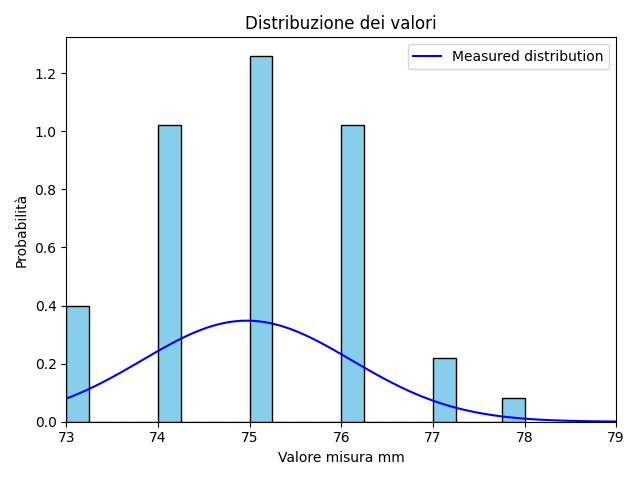 Distribuzione dei valori
Measured distribution
Probabilità
1.2
1.0
0.8
0.6
0.4
0.2
0.0
73 74 75 76 77 78 79
Valore misura mm